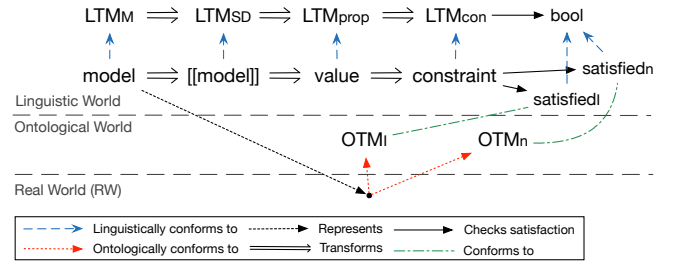 LTMM LTMSD LTMprop LTMcon bool
model [[model]] value constraint satisfiedn
satisfiedl
Linguistic World
Ontological World
OTMl OTMn
Real World (RW)
Linguistically conforms to Represents Checks satisfaction
Ontologically conforms to Transforms Conforms to